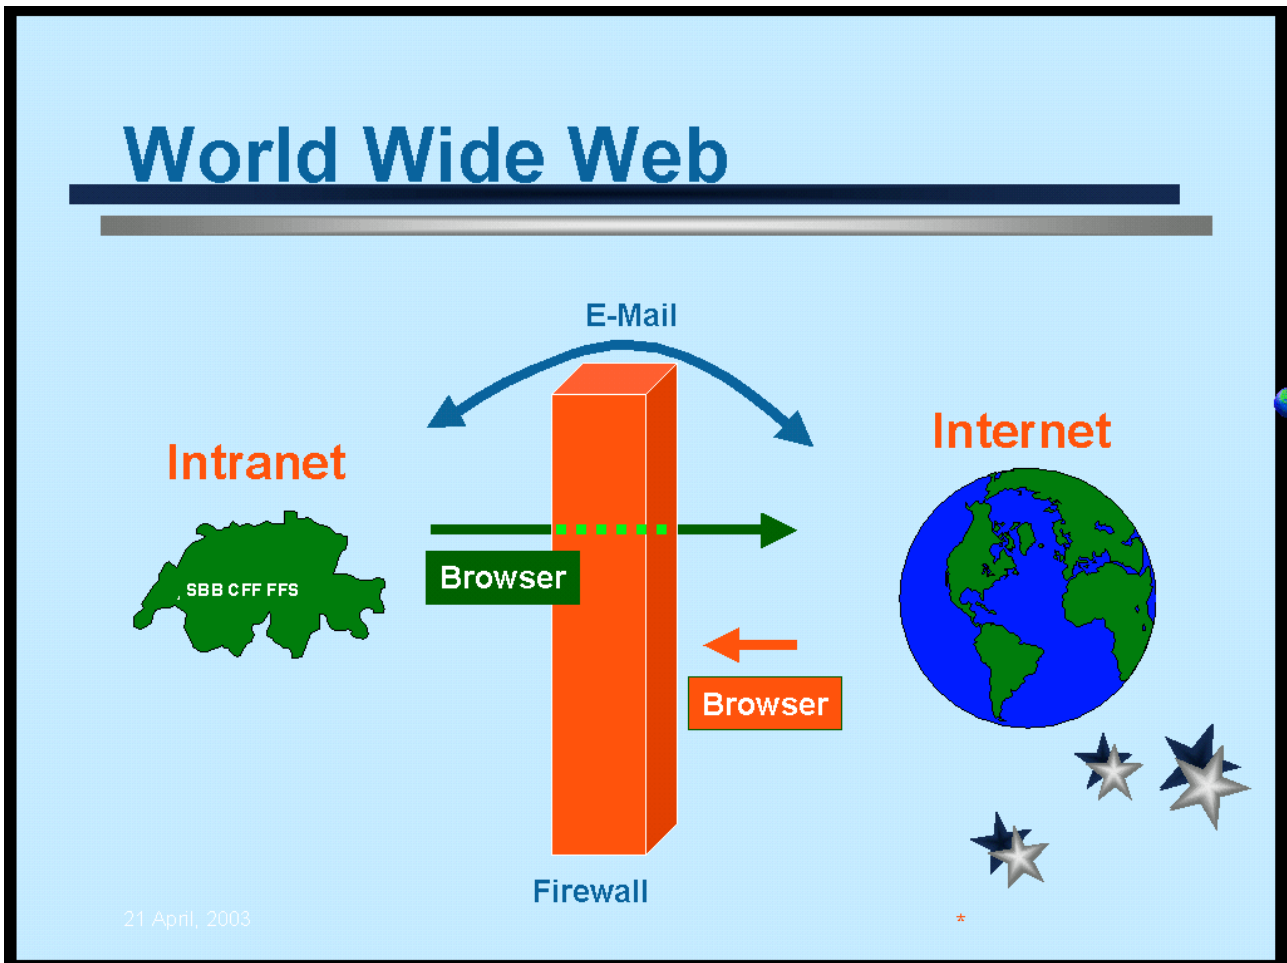 World Wide Web
E-Mail
Internet
Intranet
SBB CFF FFS
Browser
Browser
Firewall
21 April, 2003
*